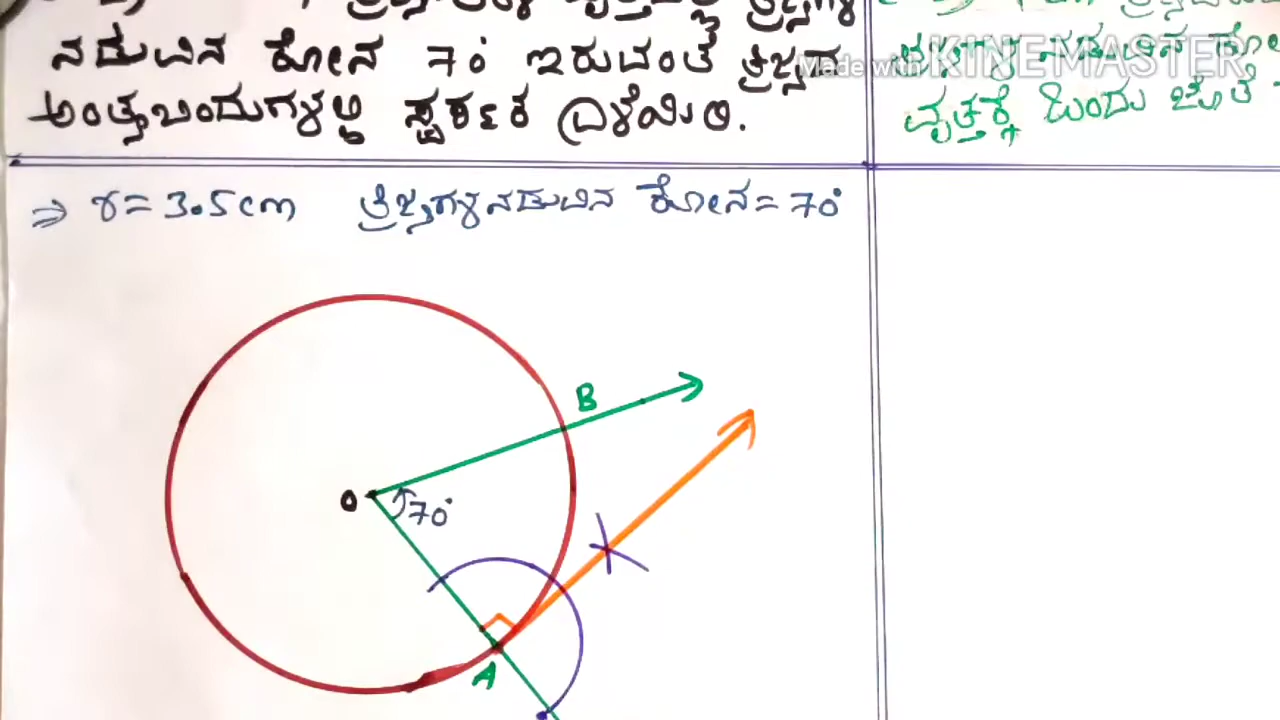 ನಡುವಿನ ಕೋನ 70° ಇರುವಂತೆ ತ್ರಿಜ್ಯದ
ಅಂತ್ಯಬಿಂದುಗಳಲ್ಲಿ ಸ್ಪರ್ಶಕ ಎಳೆಯಿರಿ.
ನಡುವಿನ
ವೃತ್ತಕ್ಕೆ ಒಂದು ಜೊತೆ
Made with KINEMASTER
⇒ r = 3.5cm ತ್ರಿಜ್ಯಗಳ ನಡುವಿನ ಕೋನ = 70°
B
O
70°
A